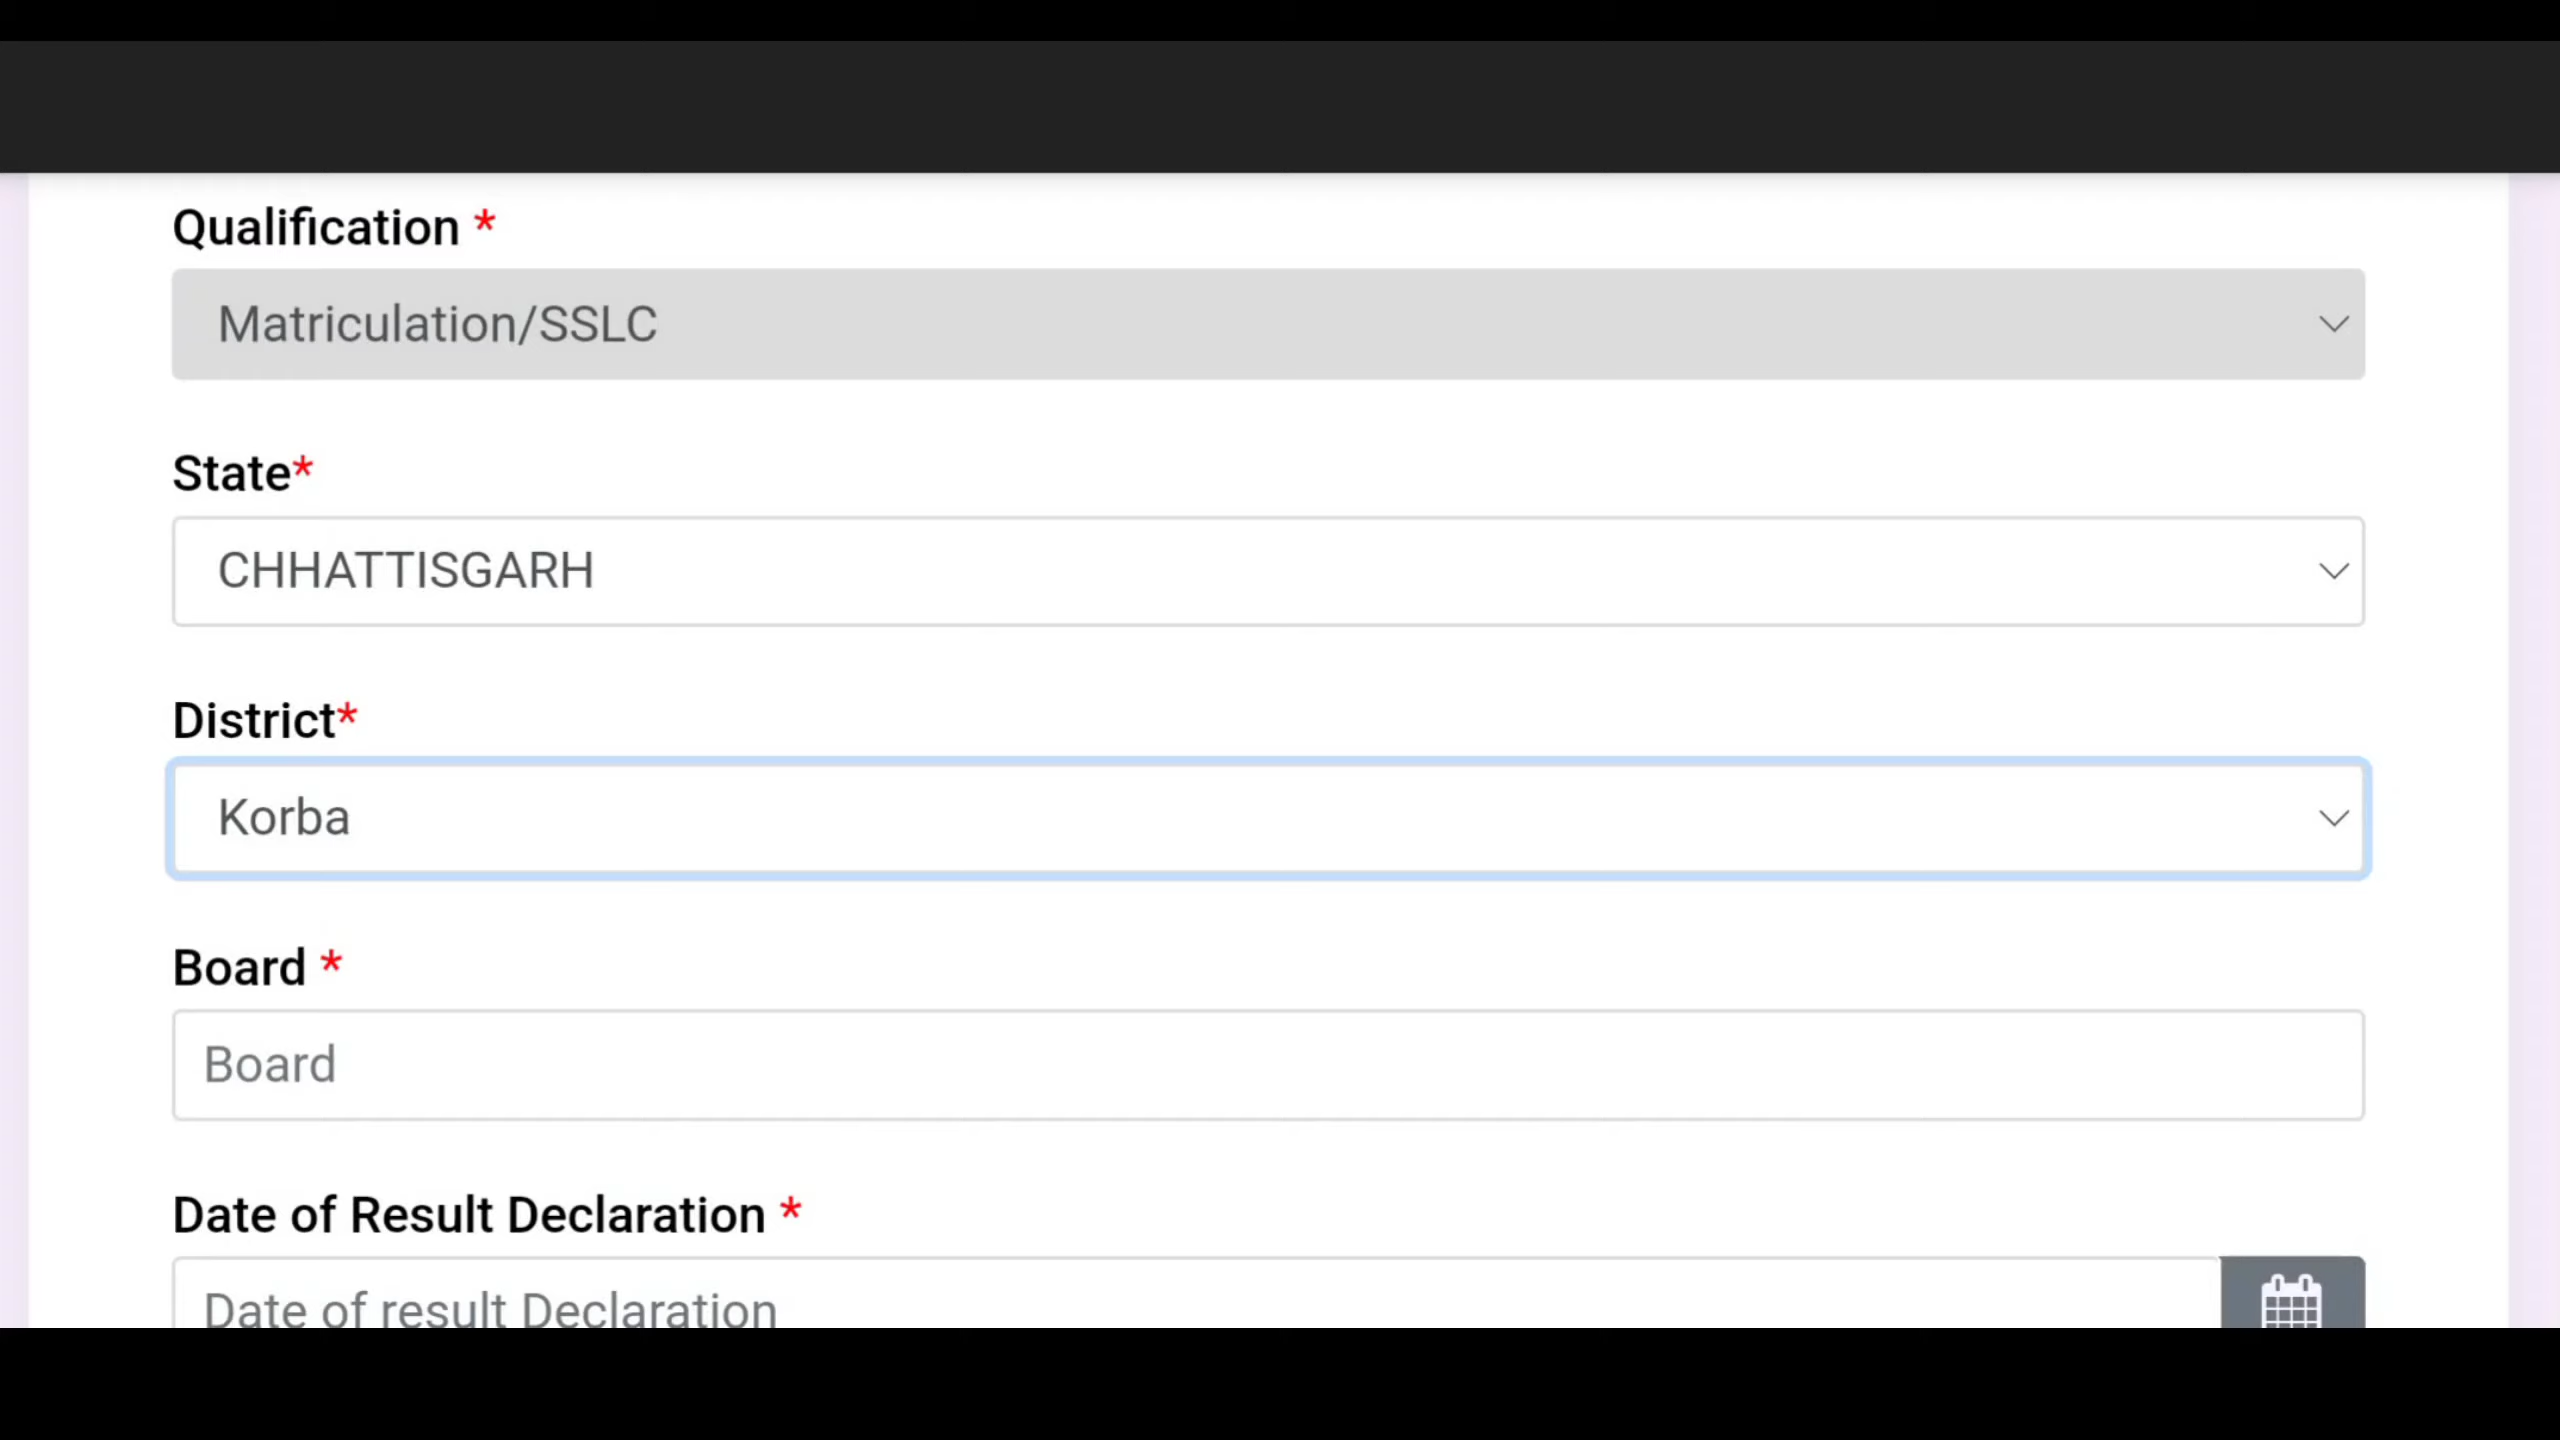 Qualification *
Matriculation/SSLC
State*
CHHATTISGARH
District*
Korba
Board *
Board
Date of Result Declaration *
Date of result Declaration